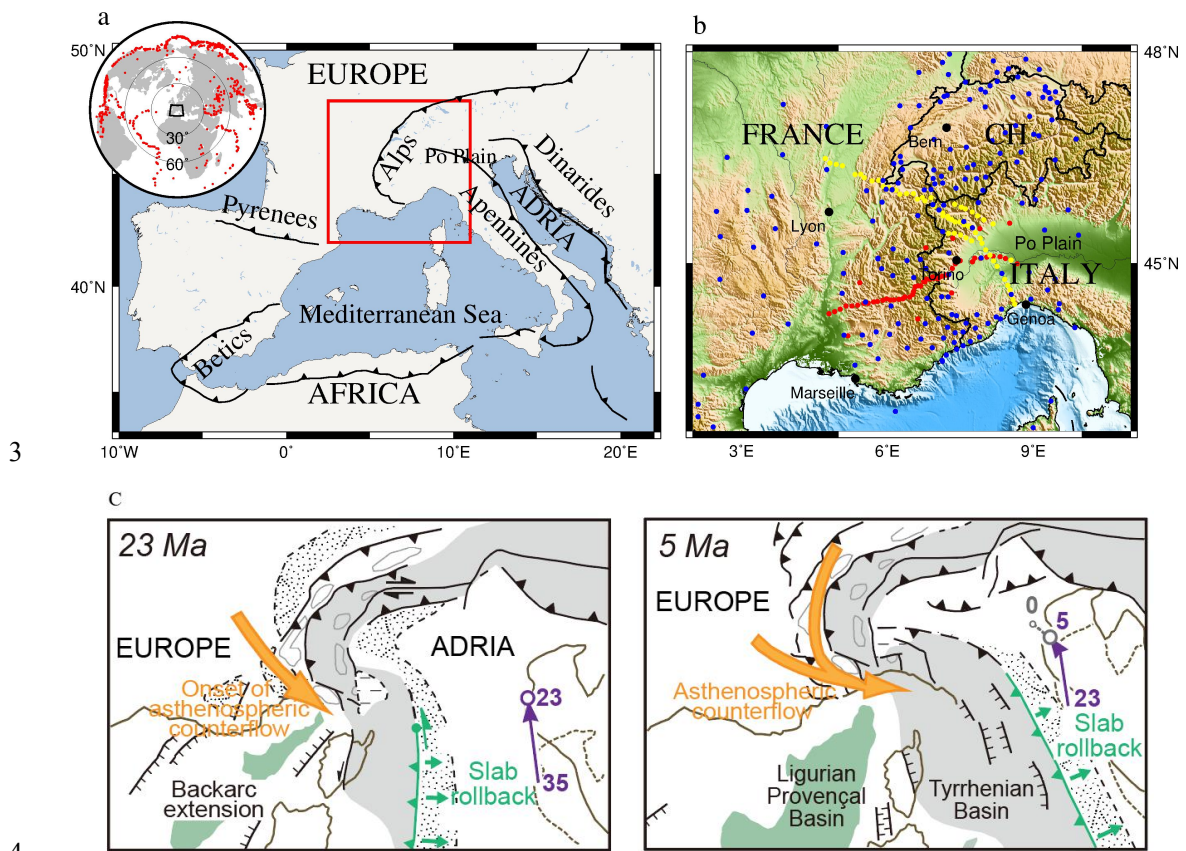 a
50°N
EUROPE
30°
60°
Alps
Po Plain
Dinarides
ADRIA
Apennines
Pyrenees
40°N
Mediterranean Sea
Betics
AFRICA
10°W
0°
10°E
20°E
3
b
48°N
FRANCE
CH
Bern
Lyon
Po Plain
Torino
ITALY
45°N
Genoa
Marseille
3°E
6°E
9°E
c
23 Ma
EUROPE
ADRIA
Onset of
asthenospheric
counterflow
23
35
Slab
rollback
Backarc
extension
5 Ma
EUROPE
0
5
23
Asthenospheric
counterflow
Slab
rollback
Ligurian
Provençal
Basin
Tyrrhenian
Basin
4